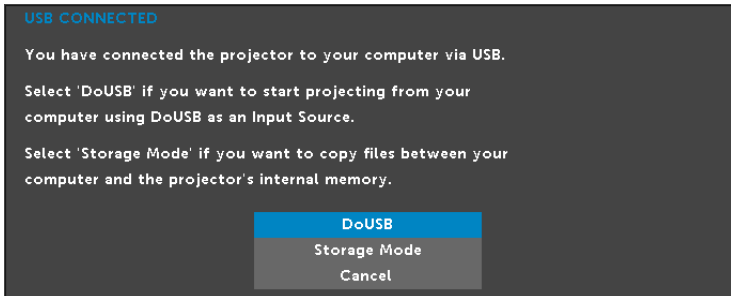 USB CONNECTED
You have connected the projector to your computer via USB.
Select 'DoUSB' if you want to start projecting from your
computer using DoUSB as an Input Source.
Select 'Storage Mode' if you want to copy files between your
computer and the projector's internal memory.
DoUSB
Storage Mode
Cancel